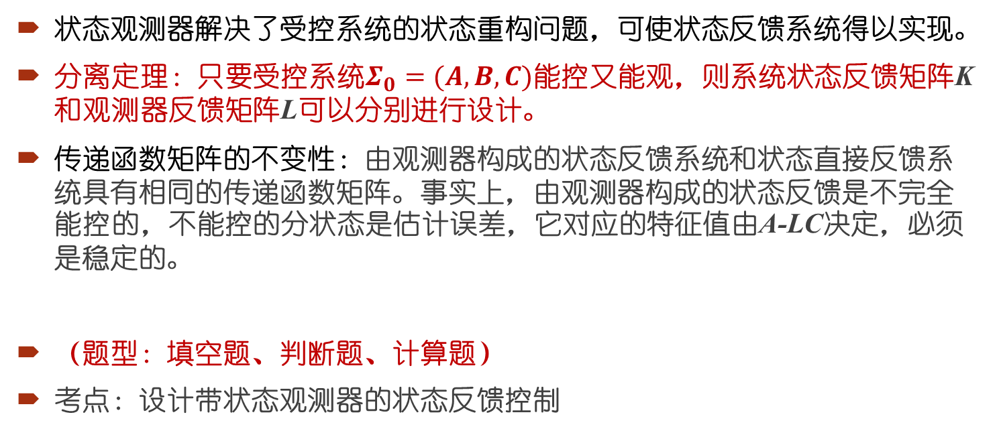 状态观测器解决了受控系统的状态重构问题，可使状态反馈系统得以实现。
分离定理：只要受控系统Σ₀ = (A, B, C)能控又能观，则系统状态反馈矩阵K
和观测器反馈矩阵L可以分别进行设计。
传递函数矩阵的不变性：由观测器构成的状态反馈系统和状态直接反馈系
统具有相同的传递函数矩阵。事实上，由观测器构成的状态反馈是不完全
能控的，不能控的分状态是估计误差，它对应的特征值由A-LC决定，必须
是稳定的。
（题型：填空题、判断题、计算题）
考点：设计带状态观测器的状态反馈控制